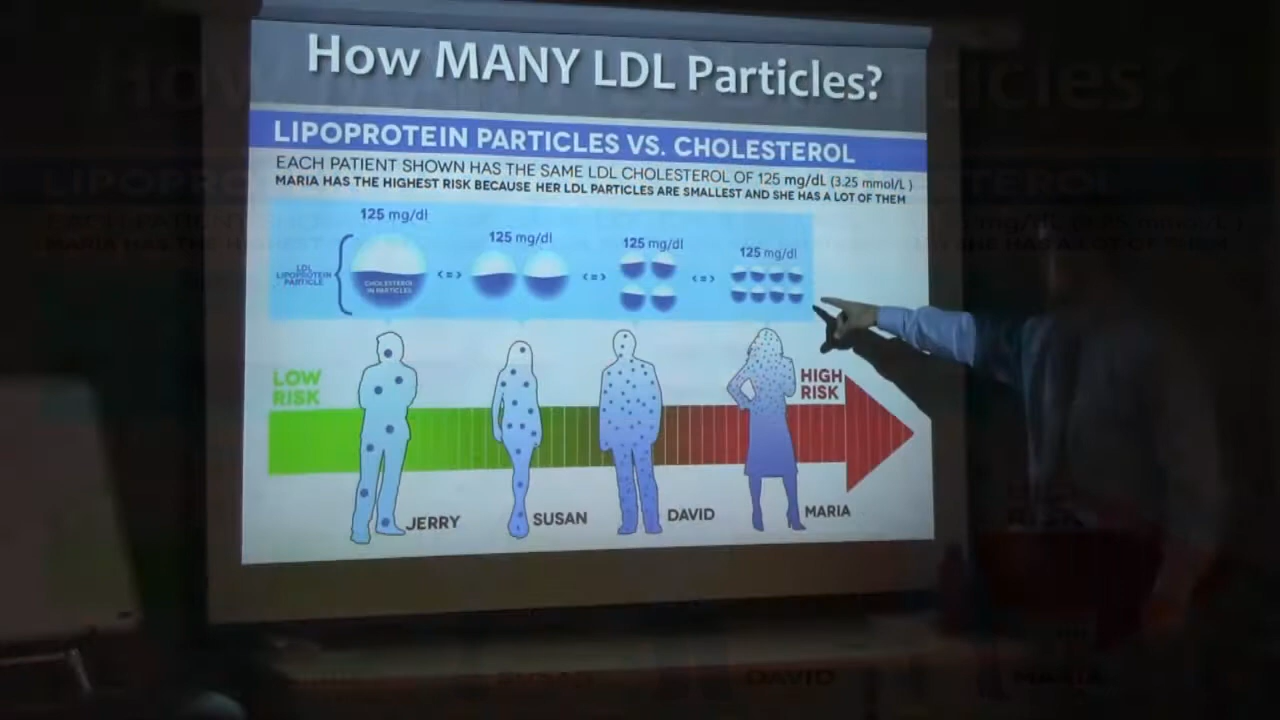 How MANY LDL Particles?
LIPOPROTEIN PARTICLES VS. CHOLESTEROL
EACH PATIENT SHOWN HAS THE SAME LDL CHOLESTEROL OF 125 mg/dL (3.25 mmol/L )
MARIA HAS THE HIGHEST RISK BECAUSE HER LDL PARTICLES ARE SMALLEST AND SHE HAS A LOT OF THEM
125 mg/dl
125 mg/dl
125 mg/dl
125 mg/dl
LDL
LIPOPROTEIN
PARTICLE
CHOLESTEROL
IN PARTICLES
< = >
< = >
< = >
LOW
RISK
HIGH
RISK
JERRY
SUSAN
DAVID
MARIA